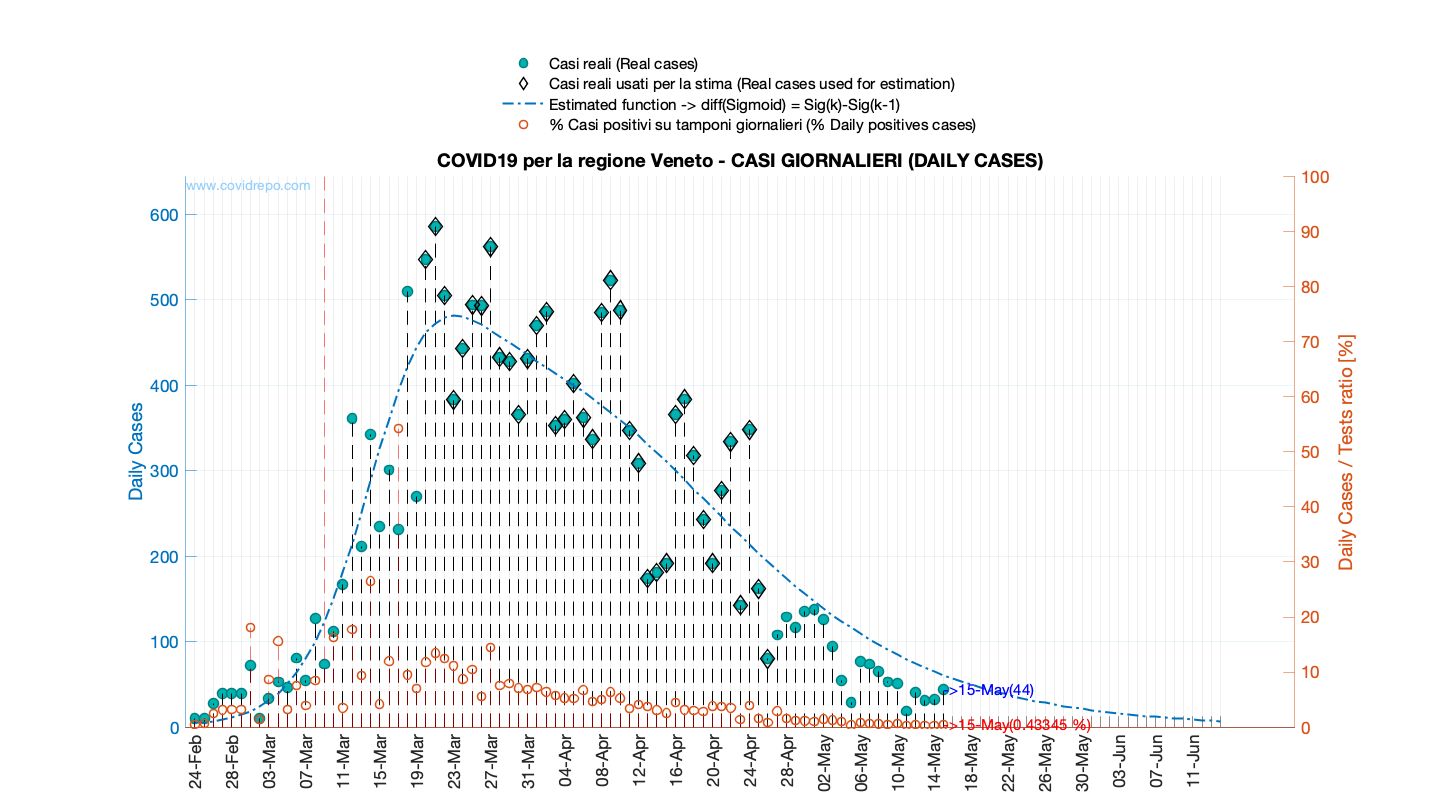 Casi reali (Real cases)
Casi reali usati per la stima (Real cases used for estimation)
Estimated function -> diff(Sigmoid) = Sig(k)-Sig(k-1)
% Casi positivi su tamponi giornalieri (% Daily positives cases)
COVID19 per la regione Veneto - CASI GIORNALIERI (DAILY CASES)
www.covidrepo.com
Daily Cases
600
500
400
300
200
100
0
Daily Cases / Tests ratio [%]
100
90
80
70
60
50
40
30
20
10
0
->15-May(44)
->15-May(0.43345 %)
24-Feb
28-Feb
03-Mar
07-Mar
11-Mar
15-Mar
19-Mar
23-Mar
27-Mar
31-Mar
04-Apr
08-Apr
12-Apr
16-Apr
20-Apr
24-Apr
28-Apr
02-May
06-May
10-May
14-May
18-May
22-May
26-May
30-May
03-Jun
07-Jun
11-Jun